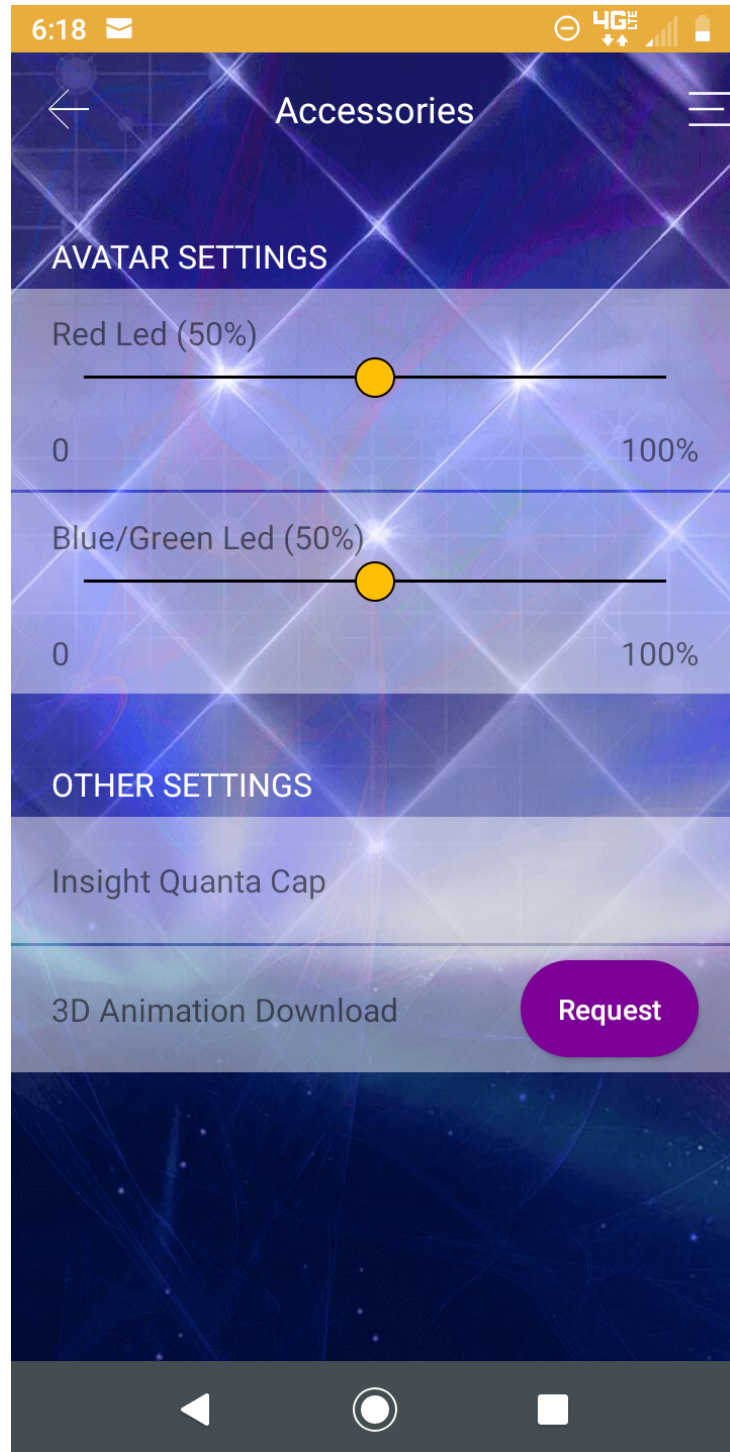 6:18
4G LTE
Accessories
AVATAR SETTINGS
Red Led (50%)
0 100%
Blue/Green Led (50%)
0 100%
OTHER SETTINGS
Insight Quanta Cap
3D Animation Download Request